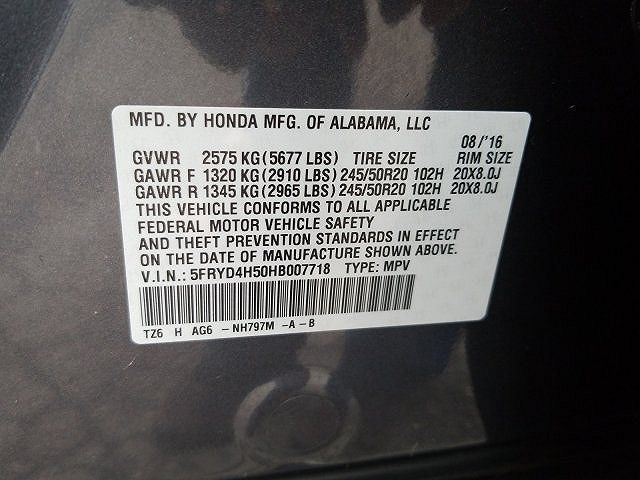 MFD. BY HONDA MFG. OF ALABAMA, LLC
08/'16
GVWR 2575 KG(5677 LBS) TIRE SIZE RIM SIZE
GAWR F 1320 KG(2910 LBS)245/50R20 102H 20X8.0J
GAWR R 1345 KG(2965 LBS)245/50R20 102H 20X8.0J
THIS VEHICLE CONFORMS TO ALL APPLICABLE
FEDERAL MOTOR VEHICLE SAFETY
AND THEFT PREVENTION STANDARDS IN EFFECT
ON THE DATE OF MANUFACTURE SHOWN ABOVE.
V.I.N.: 5FRYD4H50HB007718 TYPE: MPV
TZ6 H AG6 -NH797M -A-B